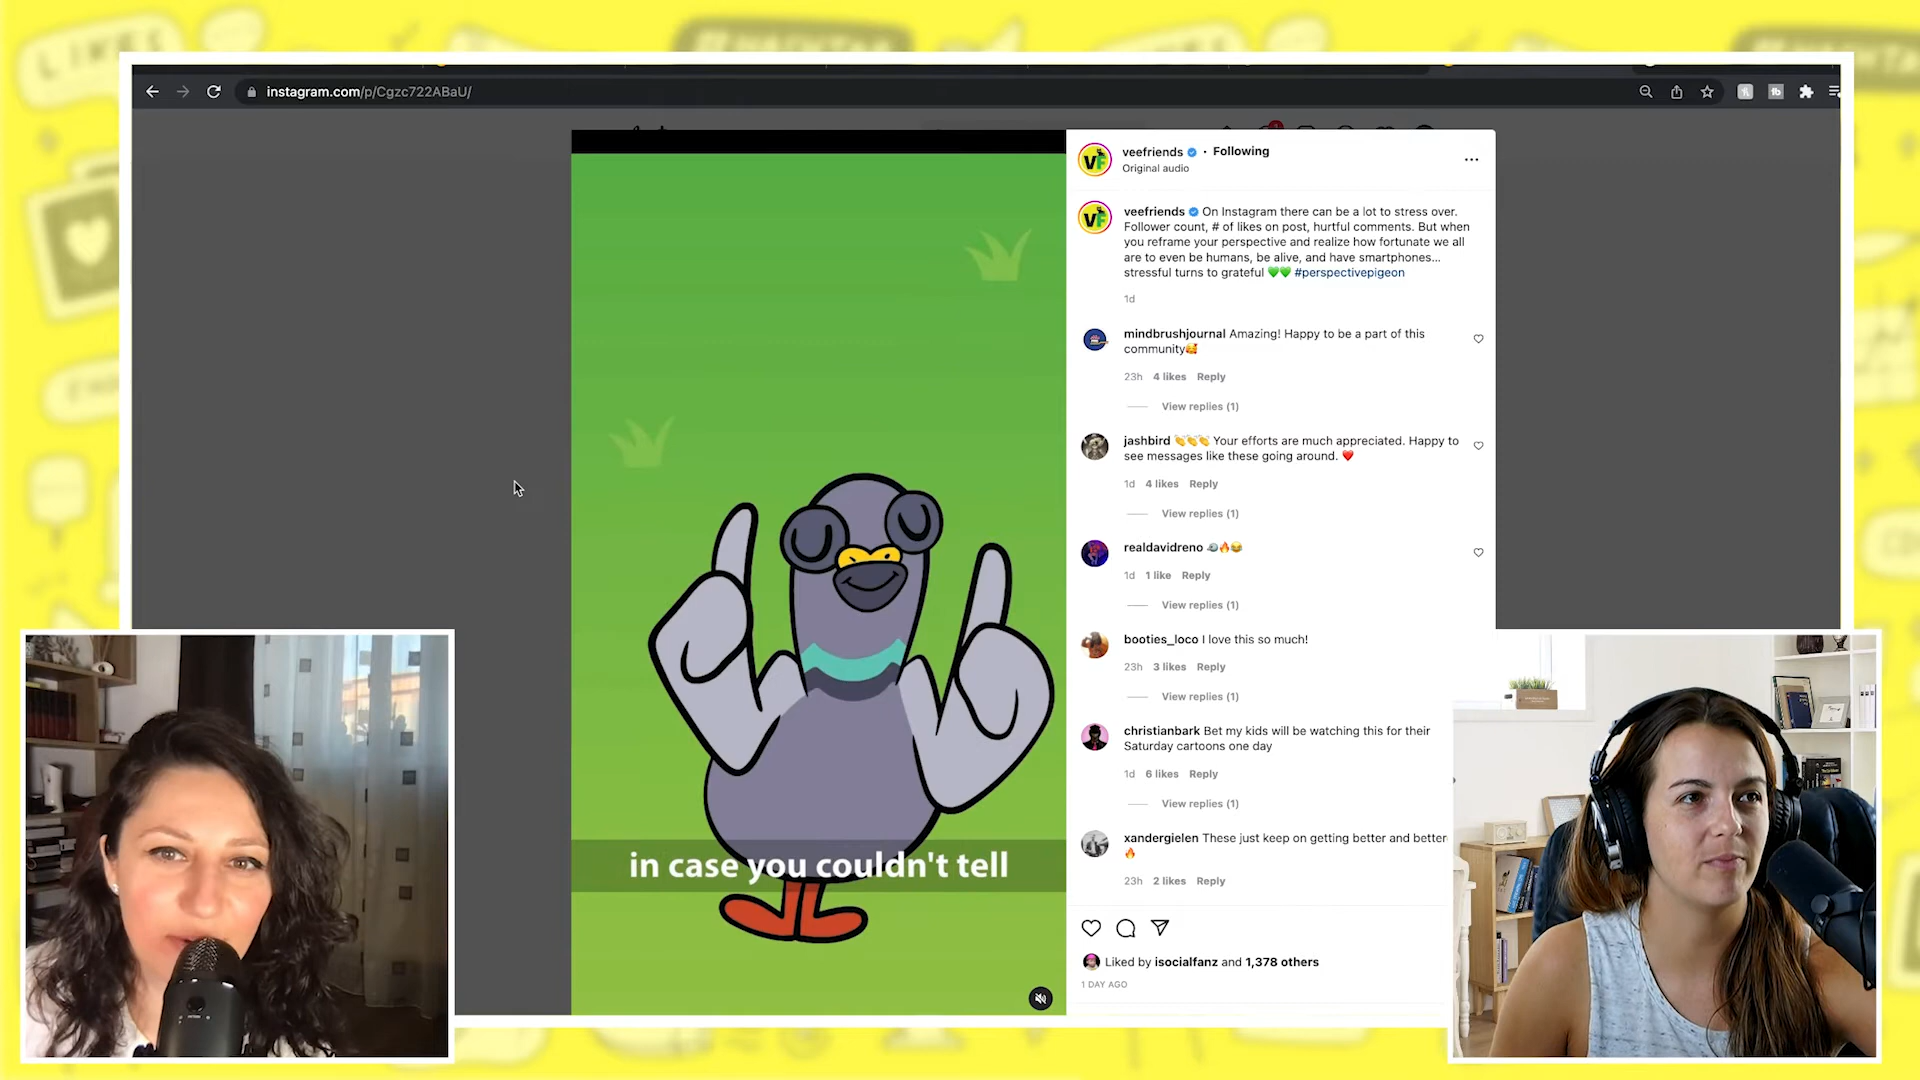 LIKES
#HASHTAG
instagram.com/p/Cgzc722ABaU/
veefriends • Following
Original audio
VF
veefriends On Instagram there can be a lot to stress over.
Follower count, # of likes on post, hurtful comments. But when
you reframe your perspective and realize how fortunate we all
are to even be humans, be alive, and have smartphones...
stressful turns to grateful 💚💚 #perspectivepigeon
VF
1d
mindbrushjournal Amazing! Happy to be a part of this
community🥰
23h 4 likes Reply
View replies (1)
jashbird 👏👏👏 Your efforts are much appreciated. Happy to
see messages like these going around. ❤️
1d 4 likes Reply
View replies (1)
realdavidreno 🐦🔥😂
1d 1 like Reply
View replies (1)
booties_loco I love this so much!
23h 3 likes Reply
View replies (1)
christianbark Bet my kids will be watching this for their
Saturday cartoons one day
1d 6 likes Reply
View replies (1)
xandergielen These just keep on getting better and better
🔥
23h 2 likes Reply
in case you couldn't tell
Liked by isocialfanz and 1,378 others
1 DAY AGO